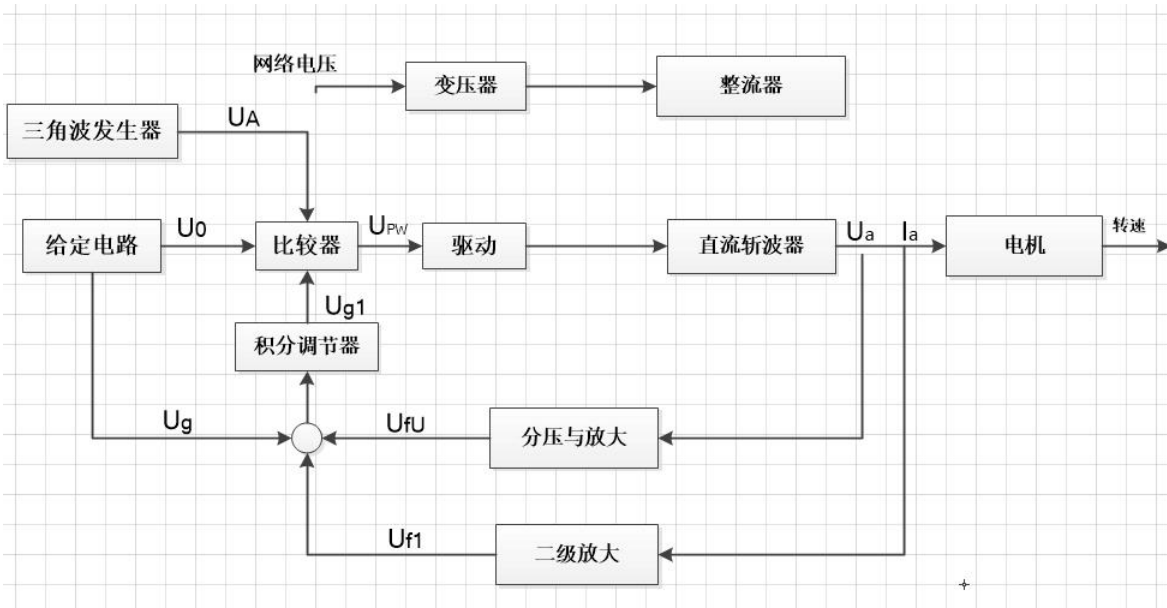 网络电压
变压器
整流器
三角波发生器
UA
给定电路
U0
比较器
UPW
驱动
直流斩波器
Ua
Ia
电机
转速
Ug1
积分调节器
Ug
UfU
分压与放大
Uf1
二级放大